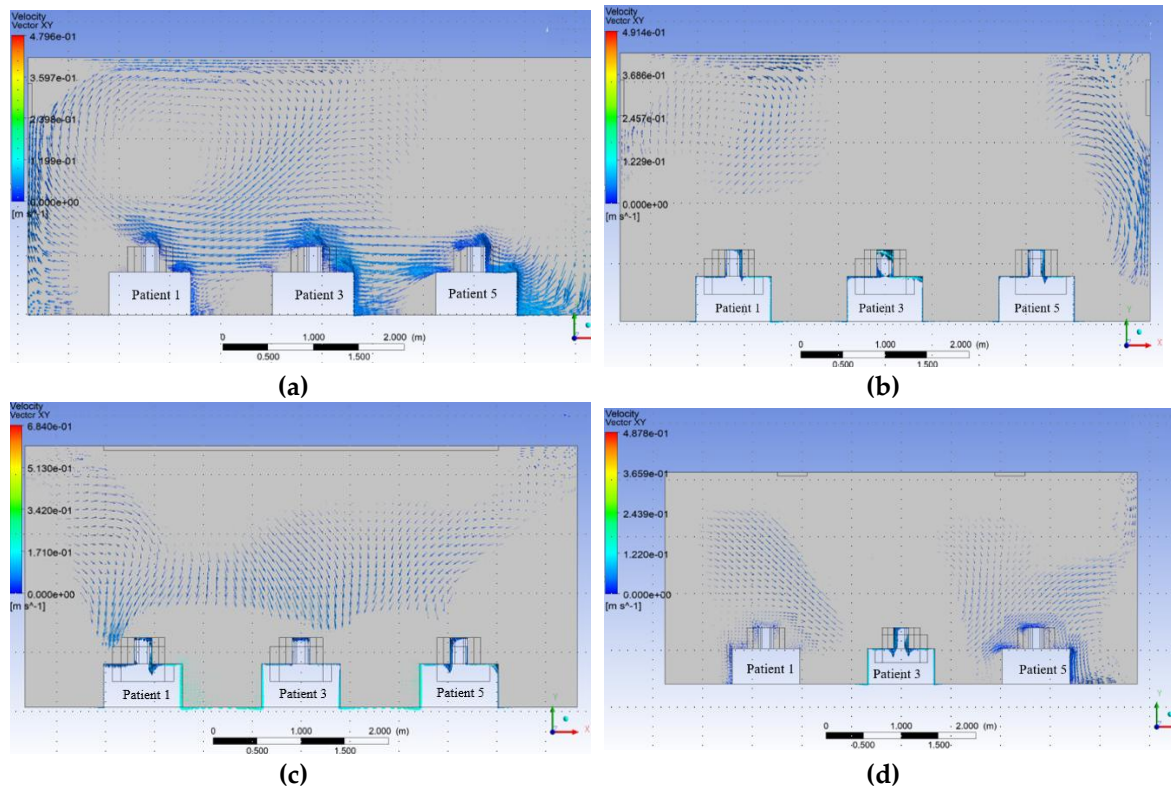 Velocity
Vector XY
4.796e-01
3.597e-01
2.398e-01
1.199e-01
0.000e+00
[m s^-1]
Patient 1
Patient 3
Patient 5
0 1.000 2.000 (m)
0.500 1.500
Y
X
(a)
Velocity
Vector XY
4.914e-01
3.686e-01
2.457e-01
1.229e-01
0.000e+00
[m s^-1]
Patient 1
Patient 3
Patient 5
0 1.000 2.000 (m)
0.500 1.500
Y
X
(b)
Velocity
Vector XY
6.840e-01
5.130e-01
3.420e-01
1.710e-01
0.000e+00
[m s^-1]
Patient 1
Patient 3
Patient 5
0 1.000 2.000 (m)
0.500 1.500
Y
X
(c)
Velocity
Vector XY
4.878e-01
3.659e-01
2.439e-01
1.220e-01
0.000e+00
[m s^-1]
Patient 1
Patient 3
Patient 5
0 1.000 2.000 (m)
0.500 1.500
Y
X
(d)